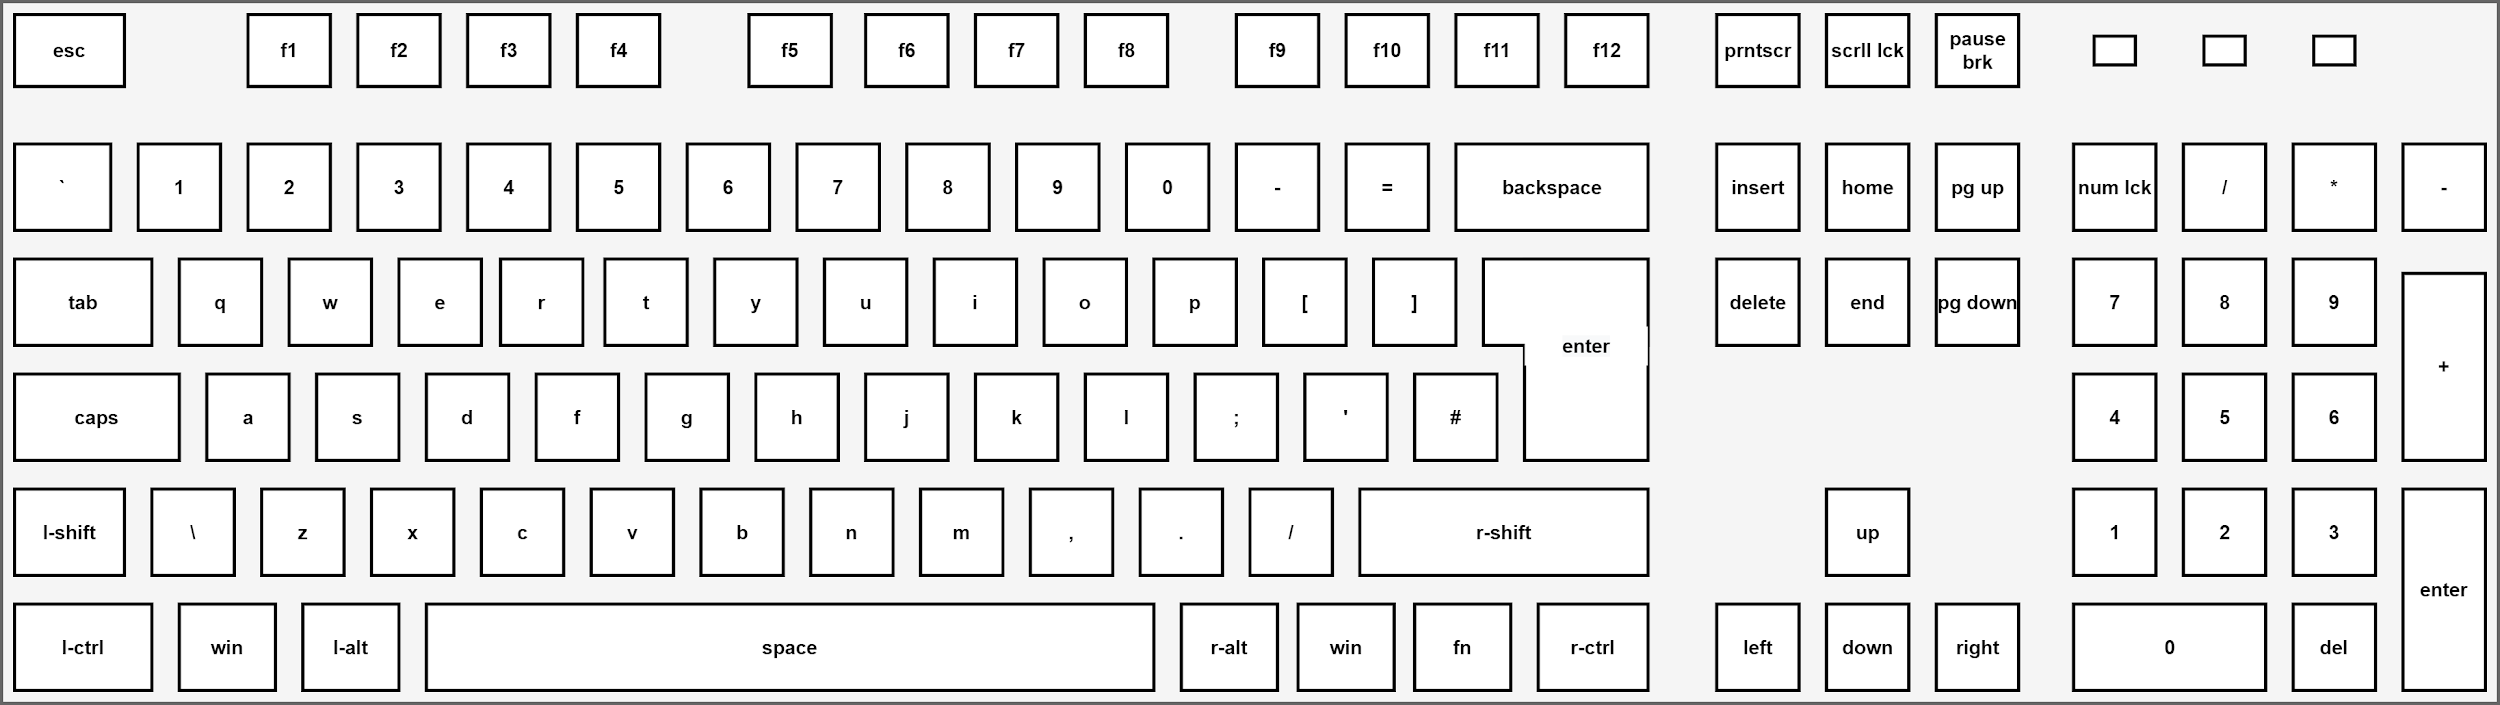 esc f1 f2 f3 f4 f5 f6 f7 f8 f9 f10 f11 f12 prntscr scrll lck pause
brk
` 1 2 3 4 5 6 7 8 9 0 - = backspace insert home pg up num lck / * -
tab q w e r t y u i o p [ ] enter delete end pg down 7 8 9 +
caps a s d f g h j k l ; ' # 4 5 6
l-shift \ z x c v b n m , . / r-shift up 1 2 3 enter
l-ctrl win l-alt space r-alt win fn r-ctrl left down right 0 del